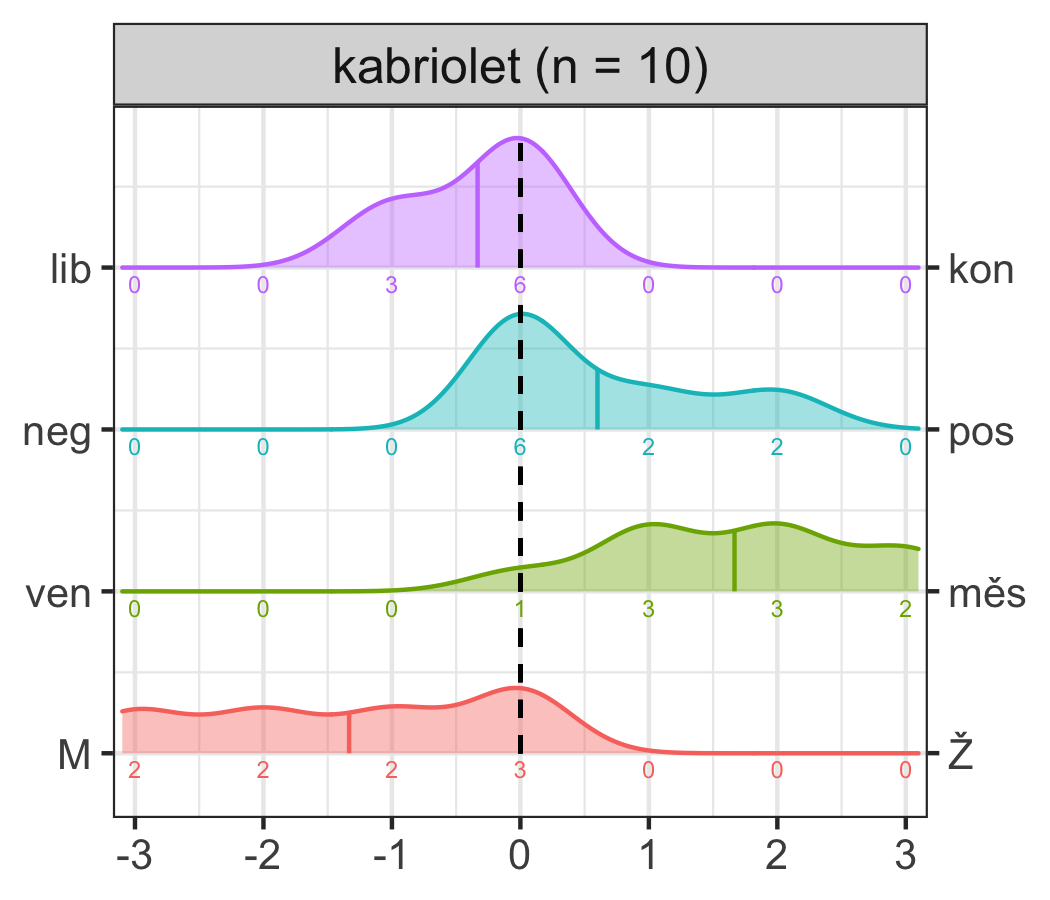 kabriolet (n = 10)
lib kon
0 0 3 6 0 0 0
neg pos
0 0 0 6 2 2 0
ven měs
0 0 0 1 3 3 2
M Ž
2 2 2 3 0 0 0
-3 -2 -1 0 1 2 3